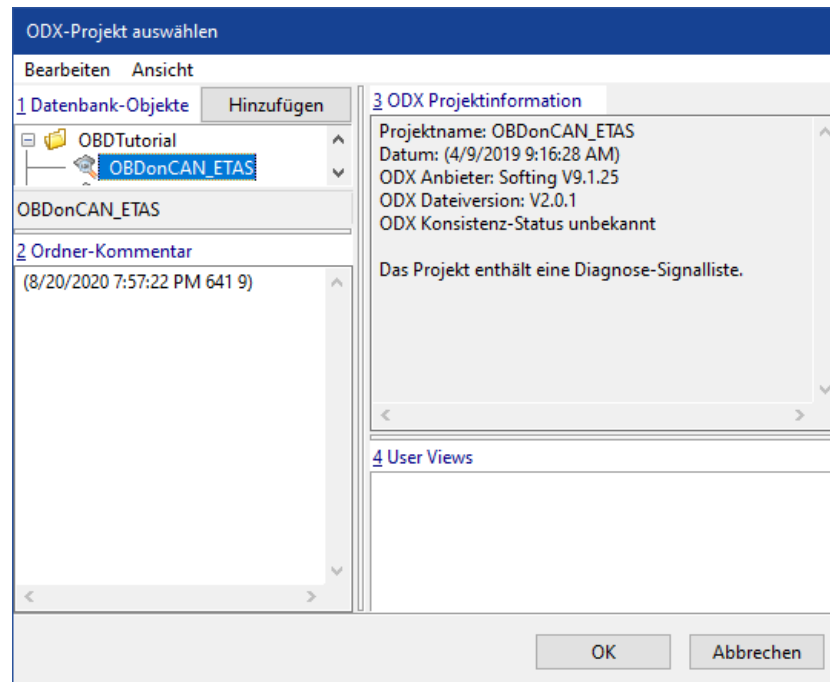 ODX-Projekt auswählen
Bearbeiten Ansicht
1 Datenbank-Objekte
Hinzufügen
OBDTutorial
OBDonCAN_ETAS
OBDonCAN_ETAS
2 Ordner-Kommentar
(8/20/2020 7:57:22 PM 641 9)
3 ODX Projektinformation
Projektname: OBDonCAN_ETAS
Datum: (4/9/2019 9:16:28 AM)
ODX Anbieter: Softing V9.1.25
ODX Dateiversion: V2.0.1
ODX Konsistenz-Status unbekannt
Das Projekt enthält eine Diagnose-Signalliste.
4 User Views
OK
Abbrechen